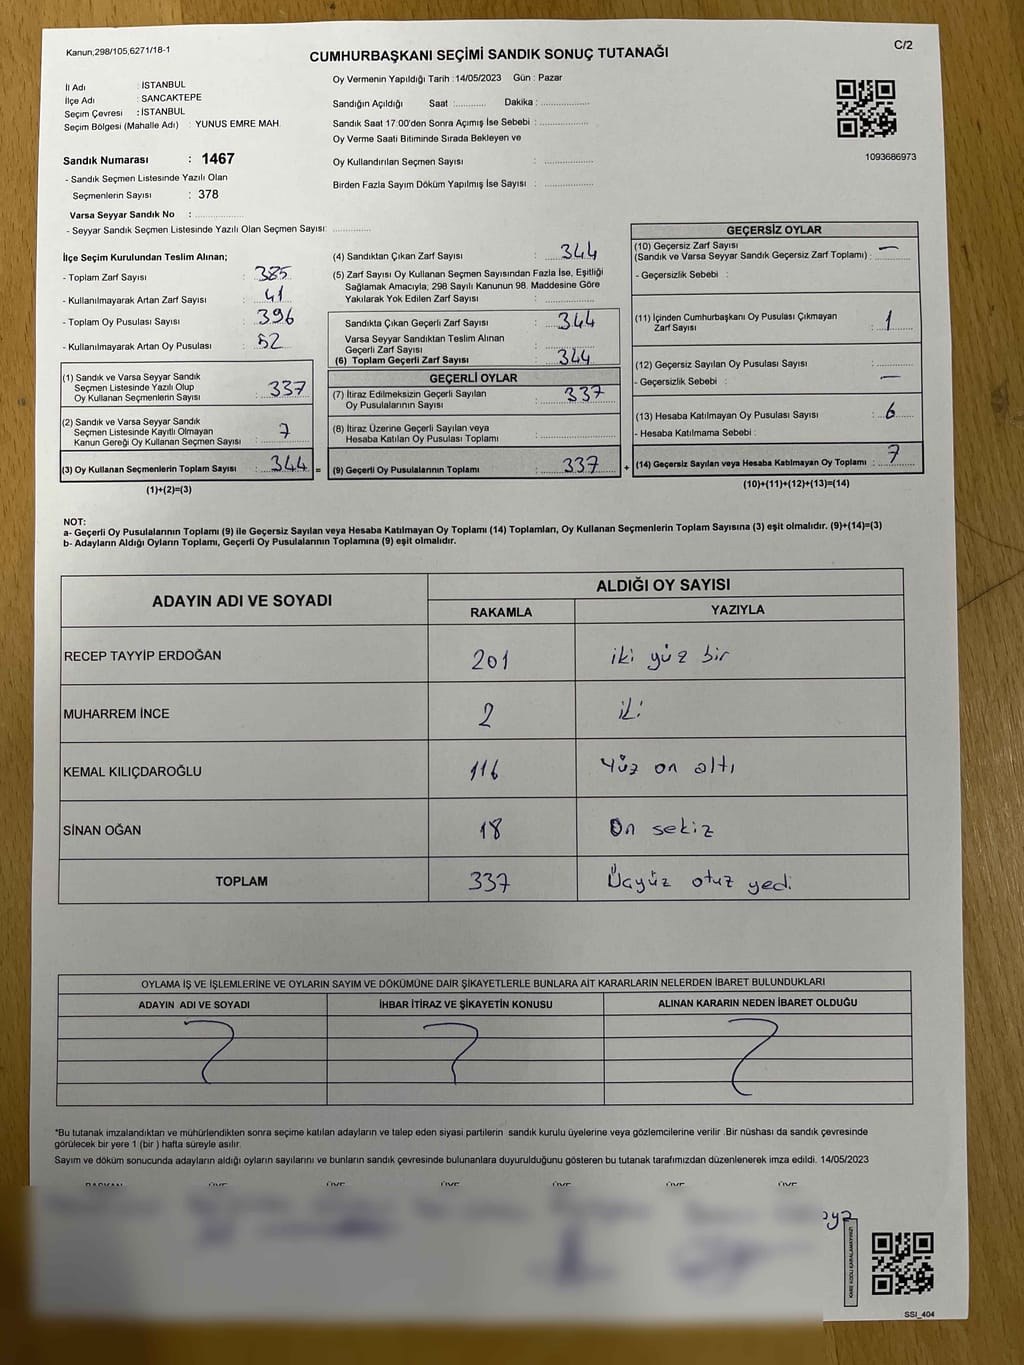 Kanun;298/105,6271/18-1
C/2
CUMHURBAŞKANI SEÇİMİ SANDIK SONUÇ TUTANAĞI
İl Adı : İSTANBUL
İlçe Adı : SANCAKTEPE
Seçim Çevresi : İSTANBUL
Seçim Bölgesi (Mahalle Adı) : YUNUS EMRE MAH.
Sandık Numarası : 1467
- Sandık Seçmen Listesinde Yazılı Olan
Seçmenlerin Sayısı : 378
Varsa Seyyar Sandık No : ....................
- Seyyar Sandık Seçmen Listesinde Yazılı Olan Seçmen Sayısı: ...............
Oy Vermenin Yapıldığı Tarih :14/05/2023 Gün : Pazar
Sandığın Açıldığı Saat :............ Dakika : ...................
Sandık Saat 17:00'den Sonra Açımış İse Sebebi : ...................
Oy Verme Saati Bitiminde Sırada Bekleyen ve
Oy Kullandırılan Seçmen Sayısı : ...................
Birden Fazla Sayım Döküm Yapılmış İse Sayısı : ...................
1093686973
İlçe Seçim Kurulundan Teslim Alınan;
- Toplam Zarf Sayısı : 385
- Kullanılmayarak Artan Zarf Sayısı : 41
- Toplam Oy Pusulası Sayısı : 396
- Kullanılmayarak Artan Oy Pusulası : 52
(1) Sandık ve Varsa Seyyar Sandık
Seçmen Listesinde Yazılı Olup
Oy Kullanan Seçmenlerin Sayısı : 337
(2) Sandık ve Varsa Seyyar Sandık
Seçmen Listesinde Kayıtlı Olmayan
Kanun Gereği Oy Kullanan Seçmen Sayısı : 7
(3) Oy Kullanan Seçmenlerin Toplam Sayısı : 344 =
(1)+(2)=(3)
(4) Sandıktan Çıkan Zarf Sayısı : 344
(5) Zarf Sayısı Oy Kullanan Seçmen Sayısından Fazla İse, Eşitliği
Sağlamak Amacıyla; 298 Sayılı Kanunun 98. Maddesine Göre
Yakılarak Yok Edilen Zarf Sayısı : ...............
Sandıkta Çıkan Geçerli Zarf Sayısı : 344
Varsa Seyyar Sandıktan Teslim Alınan
Geçerli Zarf Sayısı : ...............
(6) Toplam Geçerli Zarf Sayısı : 344
GEÇERLİ OYLAR
(7) İtiraz Edilmeksizin Geçerli Sayılan
Oy Pusulalarının Sayısı : 337
(8) İtiraz Üzerine Geçerli Sayılan veya
Hesaba Katılan Oy Pusulası Toplamı : ...............
(9) Geçerli Oy Pusulalarının Toplamı : 337 +
GEÇERSİZ OYLAR
(10) Geçersiz Zarf Sayısı
(Sandık ve Varsa Seyyar Sandık Geçersiz Zarf Toplamı) : —
- Geçersizlik Sebebi :
(11) İçinden Cumhurbaşkanı Oy Pusulası Çıkmayan
Zarf Sayısı : 1
(12) Geçersiz Sayılan Oy Pusulası Sayısı : ............
- Geçersizlik Sebebi : —
(13) Hesaba Katılmayan Oy Pusulası Sayısı : 6
- Hesaba Katılmama Sebebi :
(14) Geçersiz Sayılan veya Hesaba Katılmayan Oy Toplamı : 7
(10)+(11)+(12)+(13)=(14)
NOT:
a- Geçerli Oy Pusulalarının Toplamı (9) ile Geçersiz Sayılan veya Hesaba Katılmayan Oy Toplamı (14) Toplamları, Oy Kullanan Seçmenlerin Toplam Sayısına (3) eşit olmalıdır. (9)+(14)=(3)
b- Adayların Aldığı Oyların Toplamı, Geçerli Oy Pusulalarının Toplamına (9) eşit olmalıdır.
ADAYIN ADI VE SOYADI ALDIĞI OY SAYISI
RAKAMLA YAZIYLA
RECEP TAYYİP ERDOĞAN 201 iki yüz bir
MUHARREM İNCE 2 iki
KEMAL KILIÇDAROĞLU 116 Yüz on altı
SİNAN OĞAN 18 On sekiz
TOPLAM 337 Üçyüz otuz yedi
OYLAMA İŞ VE İŞLEMLERİNE VE OYLARIN SAYIM VE DÖKÜMÜNE DAİR ŞİKAYETLERLE BUNLARA AİT KARARLARIN NELERDEN İBARET BULUNDUKLARI
ADAYIN ADI VE SOYADI İHBAR İTİRAZ VE ŞİKAYETİN KONUSU ALINAN KARARIN NEDEN İBARET OLDUĞU
*Bu tutanak imzalandıktan ve mühürlendikten sonra seçime katılan adayların ve talep eden siyasi partilerin sandık kurulu üyelerine veya gözlemcilerine verilir .Bir nüshası da sandık çevresinde
görülecek bir yere 1 (bir ) hafta süreyle asılır.
Sayım ve döküm sonucunda adayların aldığı oyların sayılarını ve bunların sandık çevresinde bulunanlara duyurulduğunu gösteren bu tutanak tarafımızdan düzenlenerek imza edildi. 14/05/2023
BAŞKAN ÜYE ÜYE ÜYE ÜYE ÜYE ÜYE
KARE KODU KARALAMAYINIZ!
SSİ_404